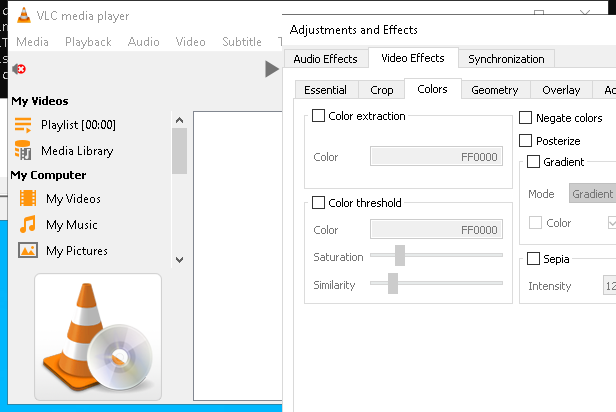 VLC media player
Media Playback Audio Video Subtitle
My Videos
Playlist [00:00]
Media Library
My Computer
My Videos
My Music
My Pictures
Adjustments and Effects
Audio Effects Video Effects Synchronization
Essential Crop Colors Geometry Overlay
Color extraction
Color FF0000
Color threshold
Color FF0000
Saturation
Similarity
Negate colors
Posterize
Gradient
Mode Gradient
Color
Sepia
Intensity